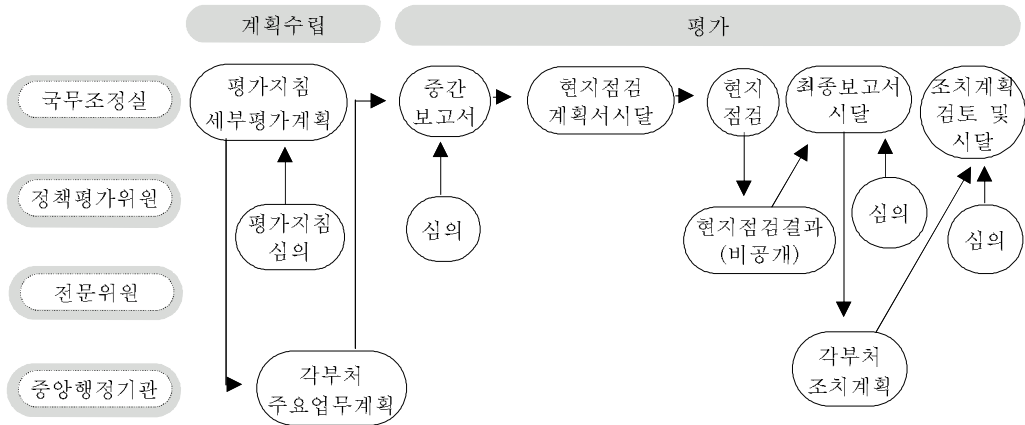 계획수립
평가
국무조정실
평가지침
세부평가계획
중간
보고서
현지점검
계획서시달
현지
점검
최종보고서
시달
조치계획
검토 및
시달
정책평가위원
평가지침
심의
심의
현지점검결과
(비공개)
심의
심의
전문위원
중앙행정기관
각부처
주요업무계획
각부처
조치계획